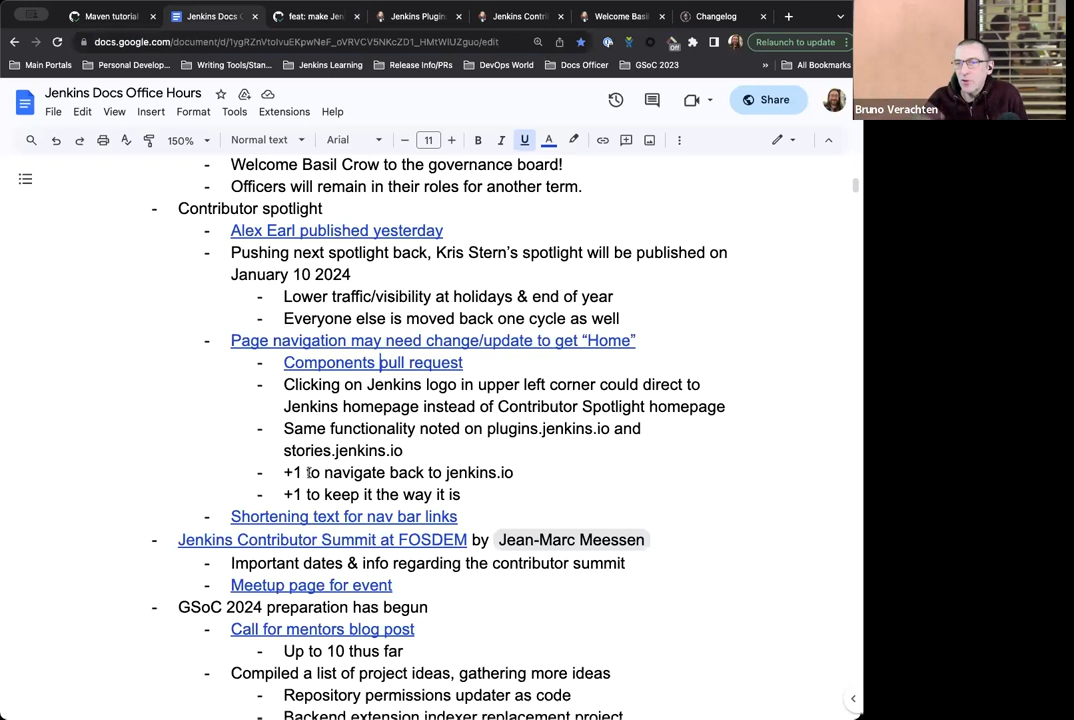 Maven tutorial
Jenkins Docs O
feat: make Jen
Jenkins Plugin
Jenkins Contri
Welcome Basil
Changelog
docs.google.com/document/d/1ygRZnVtoIvuEKpwNeF_oVRVCV5NKcZD1_HMtWlUZguo/edit
Off
Relaunch to update
Main Portals
Personal Develop...
Writing Tools/Stan...
Jenkins Learning
Release Info/PRs
DevOps World
Docs Officer
GSoC 2023
»
All Bookmarks
Bruno Verachten
Jenkins Docs Office Hours
File Edit View Insert Format Tools Extensions Help
Share
150% Normal text Arial 11 B I U A
- Welcome Basil Crow to the governance board!
- Officers will remain in their roles for another term.
- Contributor spotlight
- Alex Earl published yesterday
- Pushing next spotlight back, Kris Stern's spotlight will be published on
January 10 2024
- Lower traffic/visibility at holidays & end of year
- Everyone else is moved back one cycle as well
- Page navigation may need change/update to get “Home”
- Components pull request
- Clicking on Jenkins logo in upper left corner could direct to
Jenkins homepage instead of Contributor Spotlight homepage
- Same functionality noted on plugins.jenkins.io and
stories.jenkins.io
- +1 to navigate back to jenkins.io
- +1 to keep it the way it is
- Shortening text for nav bar links
- Jenkins Contributor Summit at FOSDEM by Jean-Marc Meessen
- Important dates & info regarding the contributor summit
- Meetup page for event
- GSoC 2024 preparation has begun
- Call for mentors blog post
- Up to 10 thus far
- Compiled a list of project ideas, gathering more ideas
- Repository permissions updater as code
- Backend extension indexer replacement project